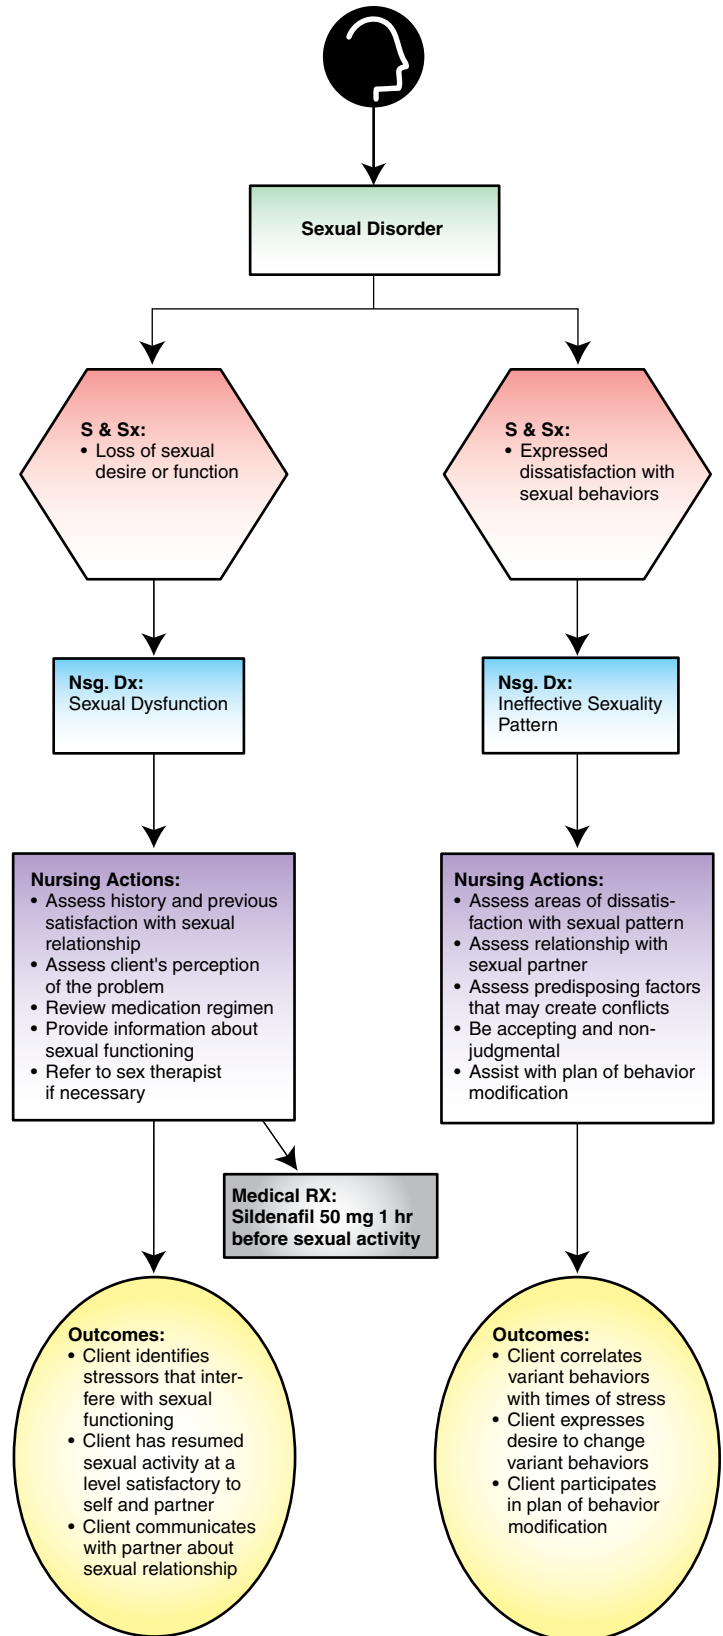 Sexual Disorder
S & Sx:
• Loss of sexual
desire or function
Nsg. Dx:
Sexual Dysfunction
Nursing Actions:
• Assess history and previous
satisfaction with sexual
relationship
• Assess client's perception
of the problem
• Review medication regimen
• Provide information about
sexual functioning
• Refer to sex therapist
if necessary
Medical RX:
Sildenafil 50 mg 1 hr
before sexual activity
Outcomes:
• Client identifies
stressors that inter-
fere with sexual
functioning
• Client has resumed
sexual activity at a
level satisfactory to
self and partner
• Client communicates
with partner about
sexual relationship
S & Sx:
• Expressed
dissatisfaction with
sexual behaviors
Nsg. Dx:
Ineffective Sexuality
Pattern
Nursing Actions:
• Assess areas of dissatis-
faction with sexual pattern
• Assess relationship with
sexual partner
• Assess predisposing factors
that may create conflicts
• Be accepting and non-
judgmental
• Assist with plan of behavior
modification
Outcomes:
• Client correlates
variant behaviors
with times of stress
• Client expresses
desire to change
variant behaviors
• Client participates
in plan of behavior
modification